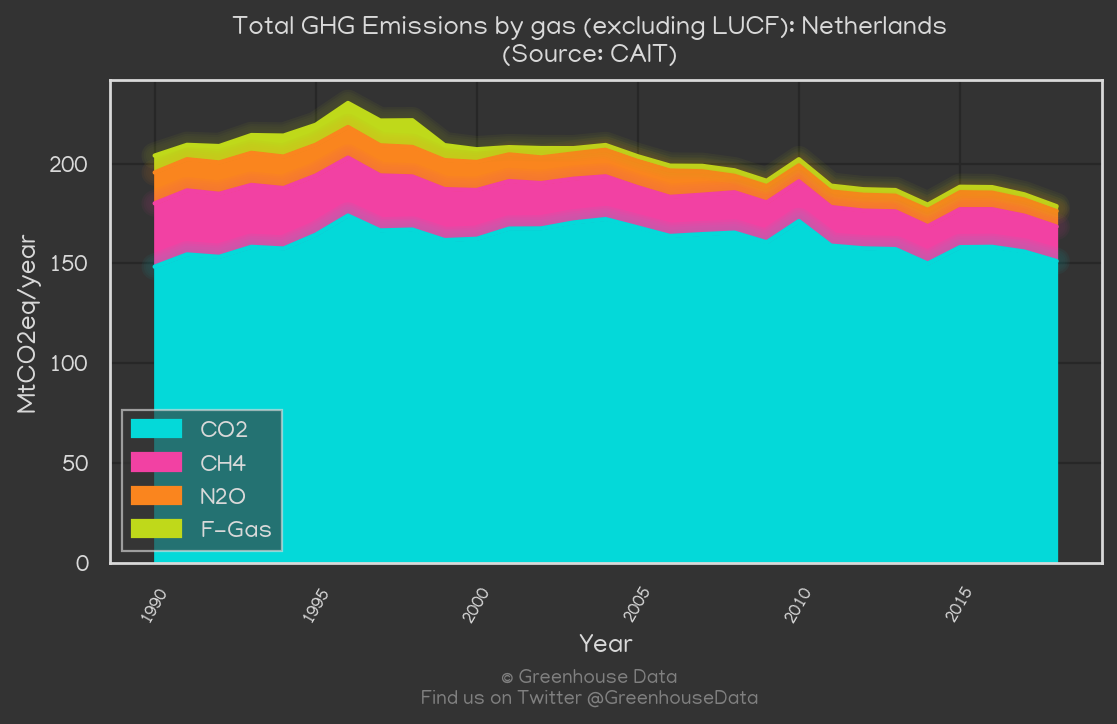 Total GHG Emissions by gas (excluding LUCF): Netherlands
(Source: CAIT)
MtCO2eq/year
200
150
100
50
0
CO2
CH4
N2O
F-Gas
1990
1995
2000
2005
2010
2015
Year
© Greenhouse Data
Find us on Twitter @GreenhouseData